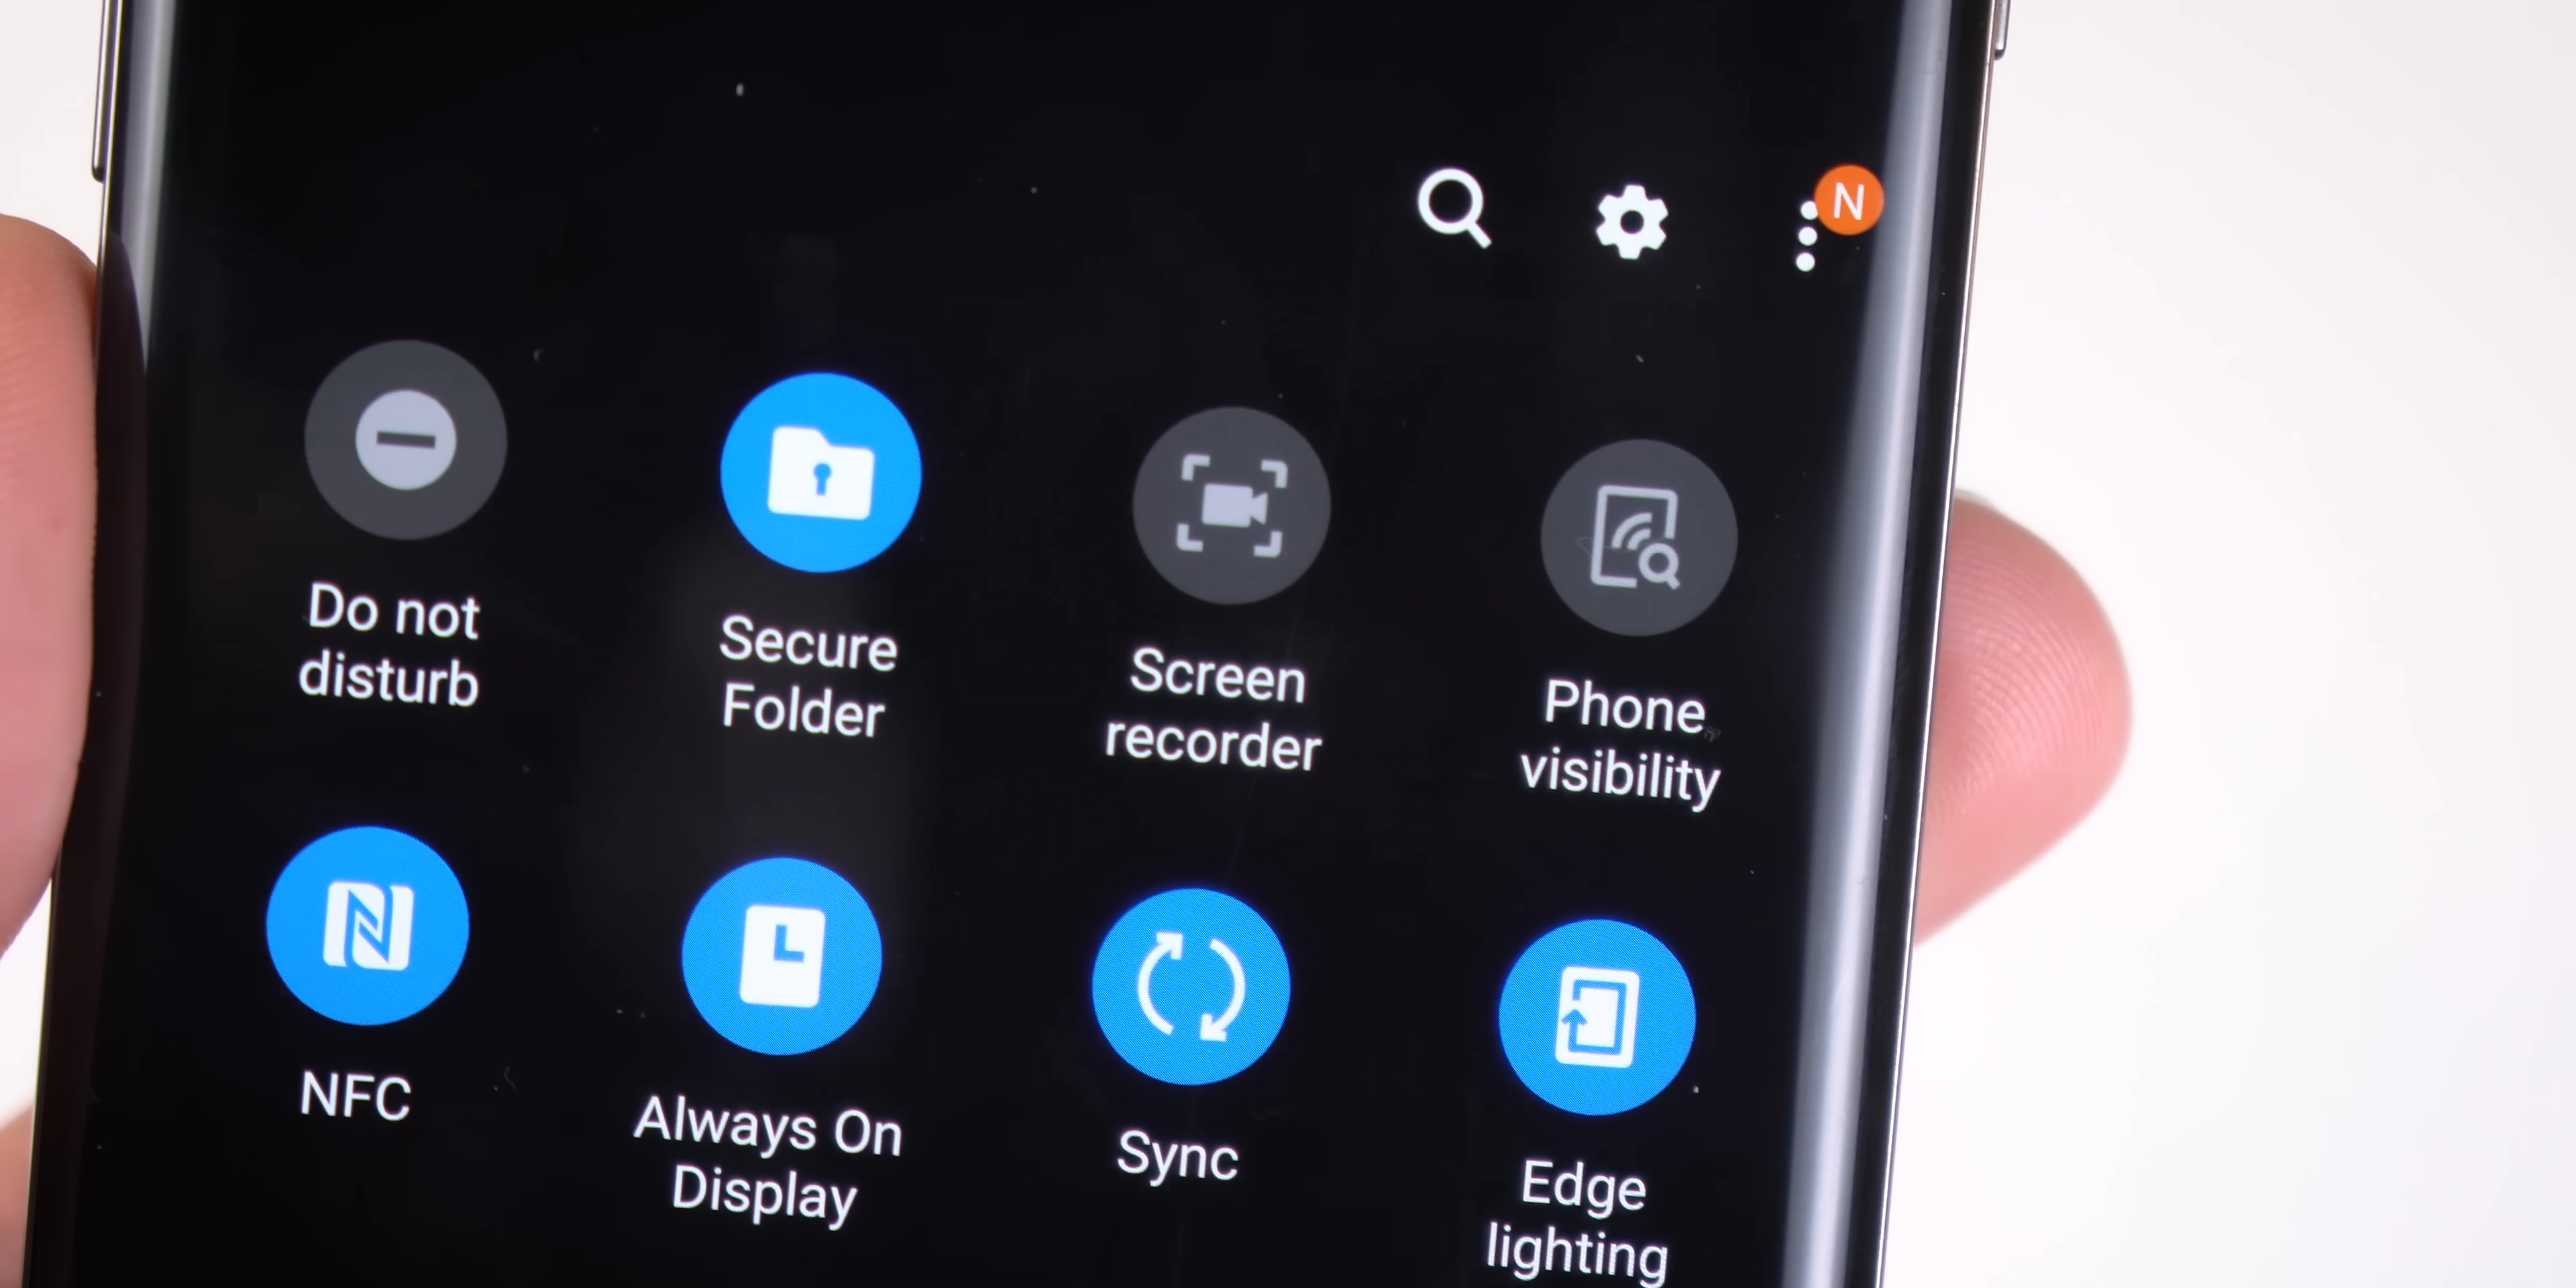 N
Do not
disturb
Secure
Folder
Screen
recorder
Phone
visibility
NFC
Always On
Display
Sync
Edge
lighting